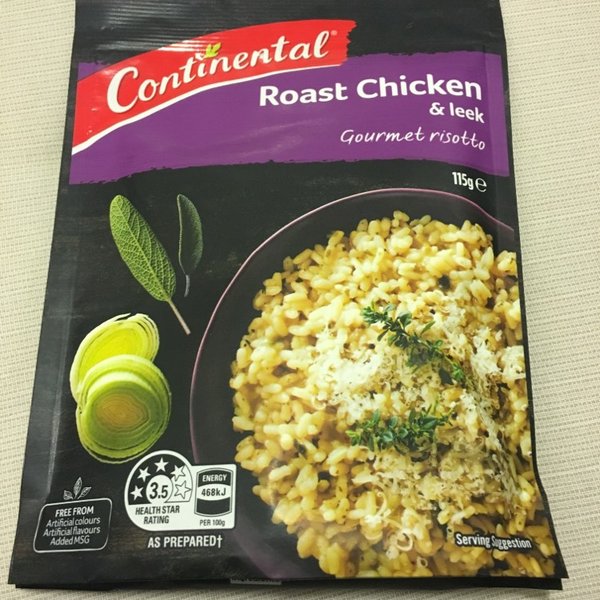 Continental®
Roast Chicken
& leek
Gourmet risotto
115g e
3.5
HEALTH STAR
RATING
ENERGY
468kJ
PER 100g
AS PREPARED†
FREE FROM
Artificial colours
Artificial flavours
Added MSG
Serving Suggestion